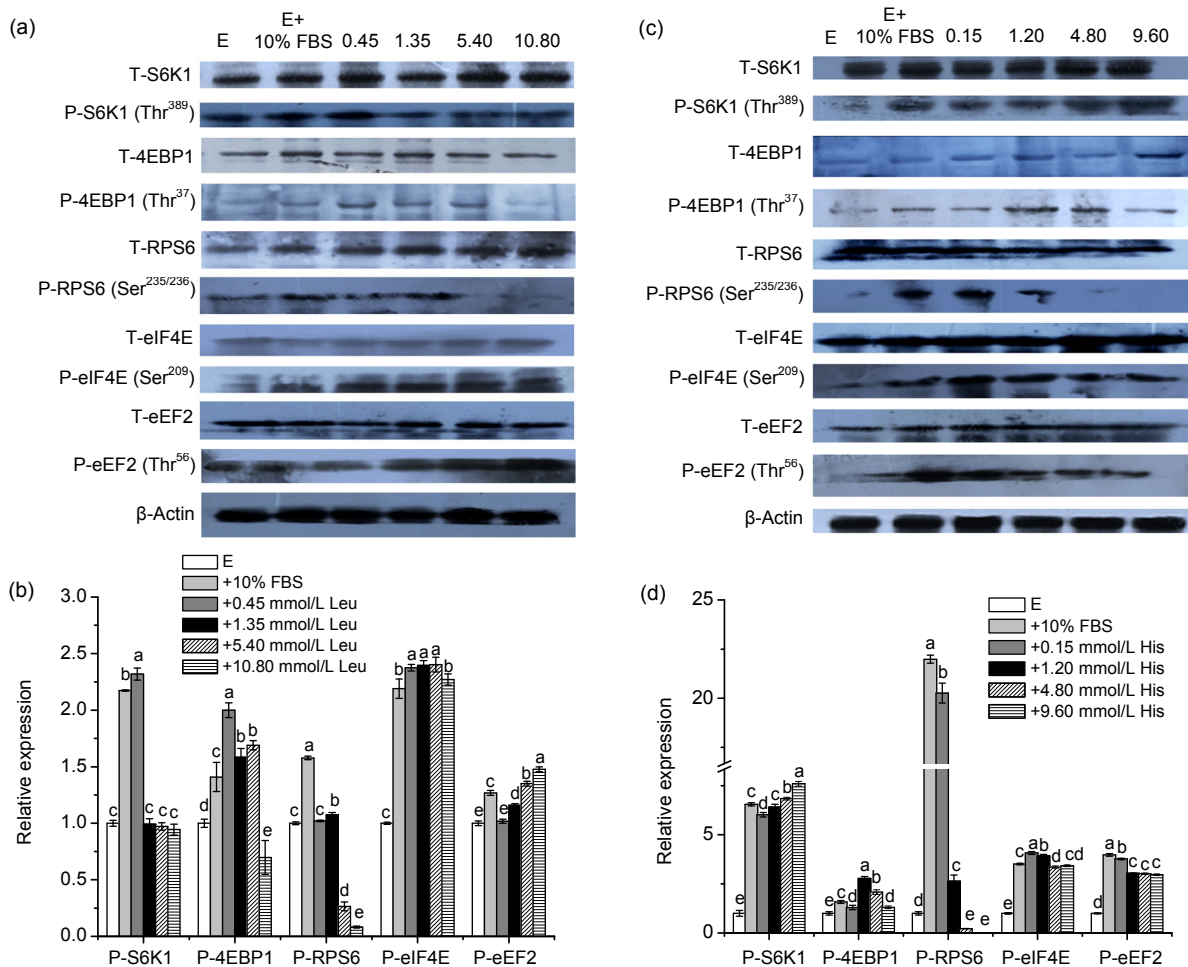 (a)
E+
E 10% FBS 0.45 1.35 5.40 10.80
T-S6K1
P-S6K1 (Thr389)
T-4EBP1
P-4EBP1 (Thr37)
T-RPS6
P-RPS6 (Ser235/236)
T-eIF4E
P-eIF4E (Ser209)
T-eEF2
P-eEF2 (Thr56)
β-Actin
(c)
E+
E 10% FBS 0.15 1.20 4.80 9.60
T-S6K1
P-S6K1 (Thr389)
T-4EBP1
P-4EBP1 (Thr37)
T-RPS6
P-RPS6 (Ser235/236)
T-eIF4E
P-eIF4E (Ser209)
T-eEF2
P-eEF2 (Thr56)
β-Actin
(b)
E
+10% FBS
+0.45 mmol/L Leu
+1.35 mmol/L Leu
+5.40 mmol/L Leu
+10.80 mmol/L Leu
Relative expression
3.0
2.5
2.0
1.5
1.0
0.5
0.0
c b a c c c
d c a b b e
c a c b d e
c b a a a b
e c e d b a
P-S6K1 P-4EBP1 P-RPS6 P-eIF4E P-eEF2
(d)
E
+10% FBS
+0.15 mmol/L His
+1.20 mmol/L His
+4.80 mmol/L His
+9.60 mmol/L His
Relative expression
25
20
5
0
e c d c b a
e c d a b d
d a b c e e
e c a b d cd
d a b c c c
P-S6K1 P-4EBP1 P-RPS6 P-eIF4E P-eEF2